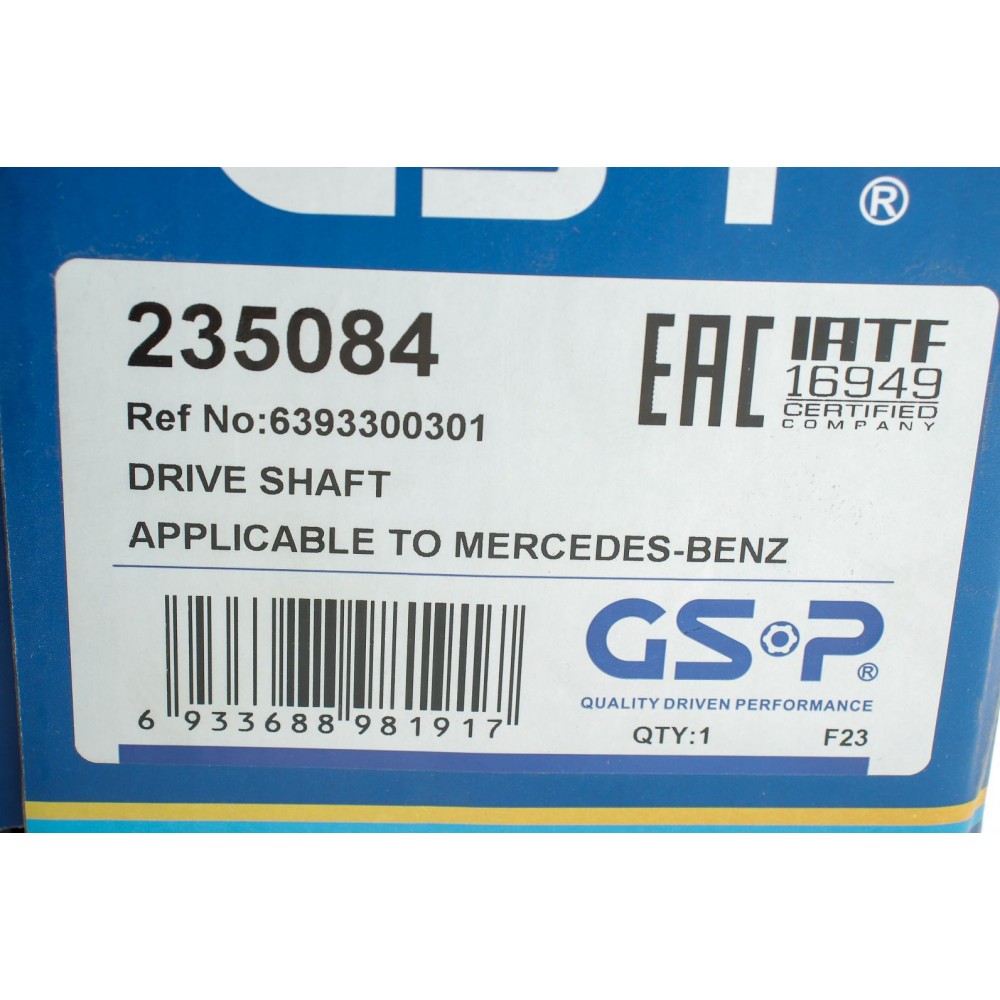 GSP ®
235084
Ref No:6393300301
DRIVE SHAFT
APPLICABLE TO MERCEDES-BENZ
EAC
IATF
16949
CERTIFIED
COMPANY
6 933688 981917
GSP®
QUALITY DRIVEN PERFORMANCE
QTY:1 F23